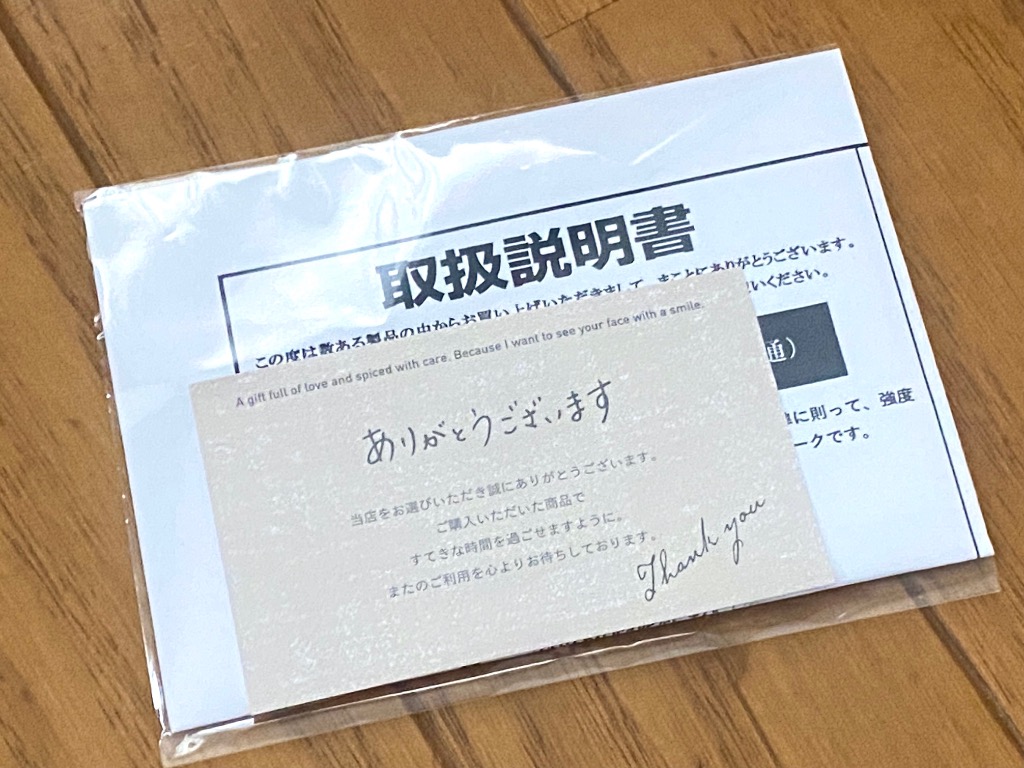 取扱説明書
この度は数ある製品の中からお買い上げいただきまして、まことにありがとうございます。
いください。
通）
に則って、強度
ークです。
A gift full of love and spiced with care. Because I want to see your face with a smile.
ありがとうございます
当店をお選びいただき誠にありがとうございます。
ご購入いただいた商品で
すてきな時間を過ごせますように。
またのご利用を心よりお待ちしております。
Thank you